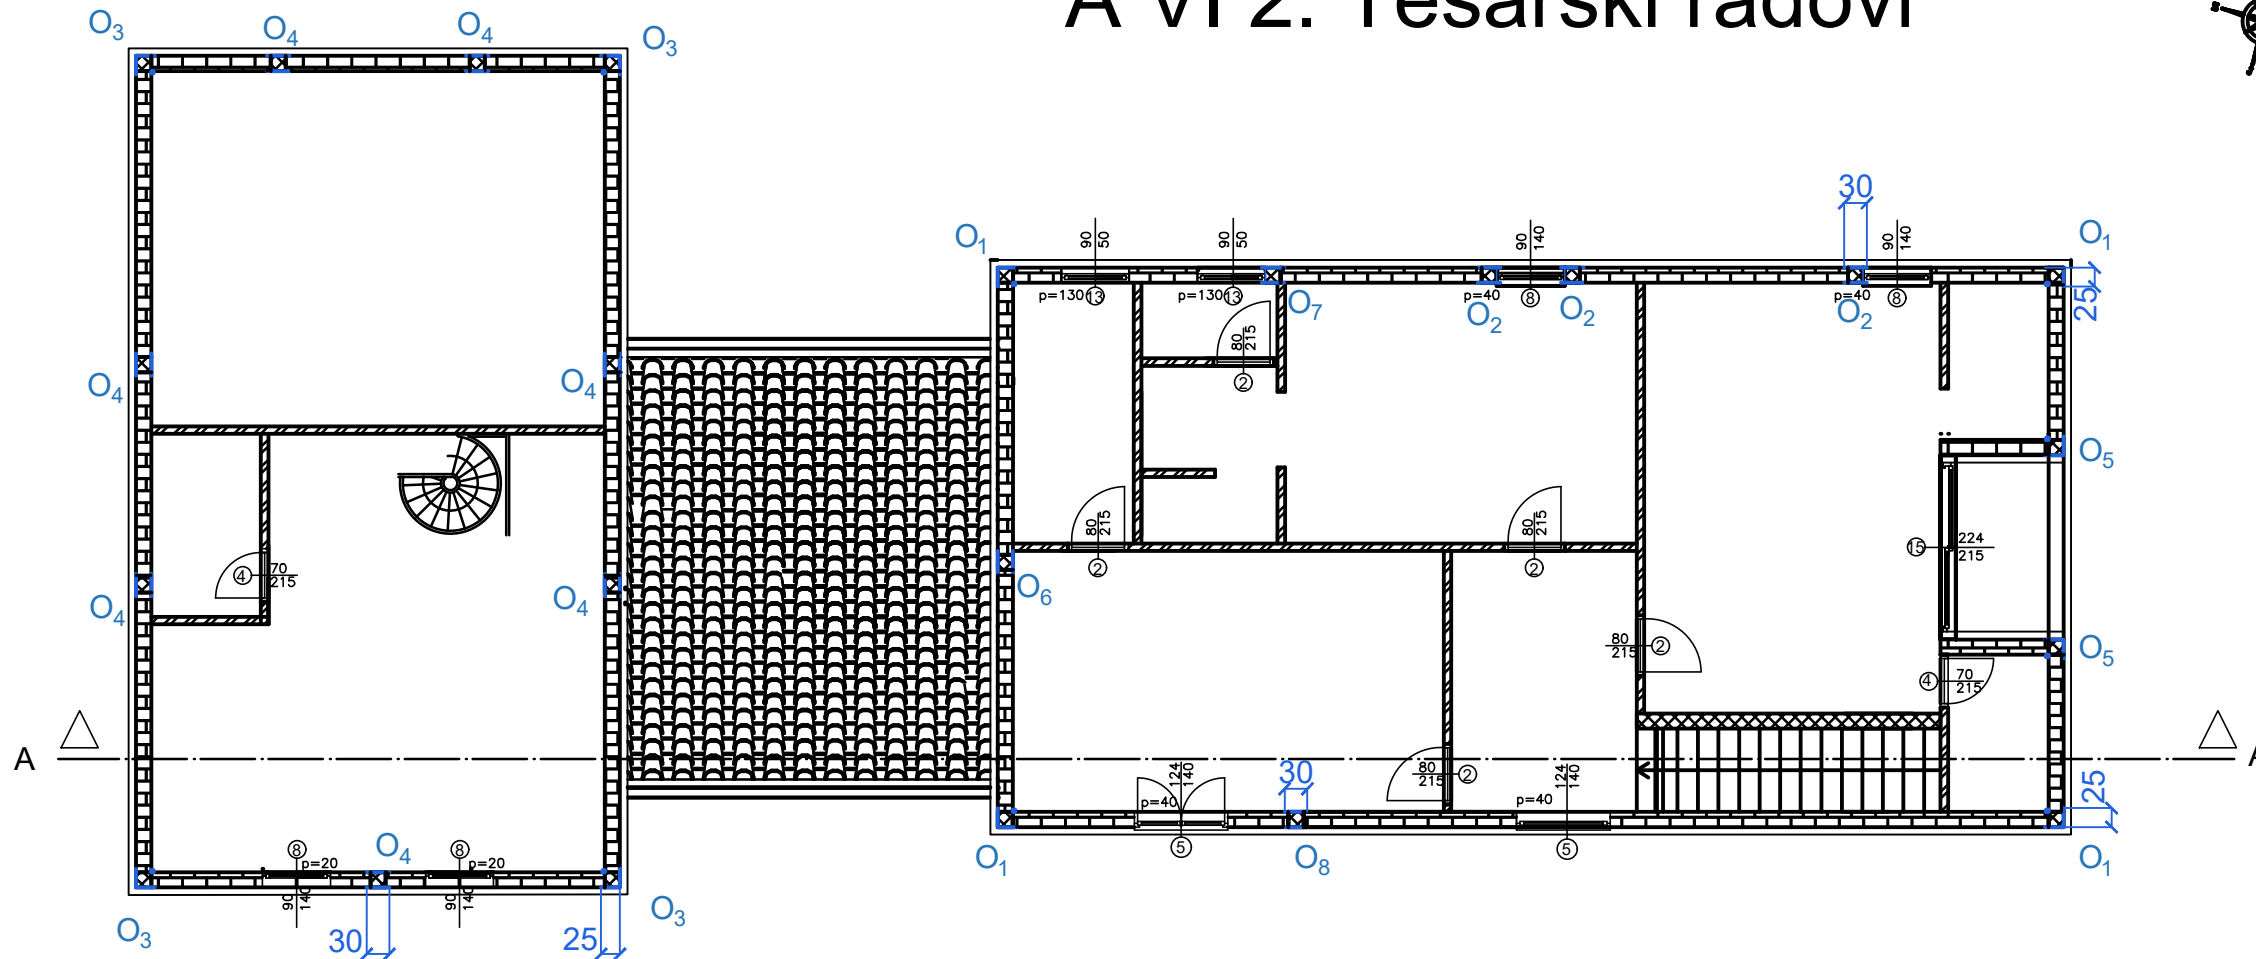 A VI 2. Tesarski radovi
O3 O4 O4 O3
30
O1 90 50 90 50 90 140 90 140 O1
p=130 13 p=130 13 p=40 8 p=40 8
25
O7 O2 O2 O2
80 215
2
O4 O4
O5
80 215 80 215
224 215
15
4 70 215
2 2
O6
O4 O4
80 215 2
O5
4 70 215
A
124 140 124 140
30
80 215 2
25
p=40 p=40
5 5
8 O4 8
p=20 p=20
O1 O8 O1
90 140 90 140
O3 O3
30 25